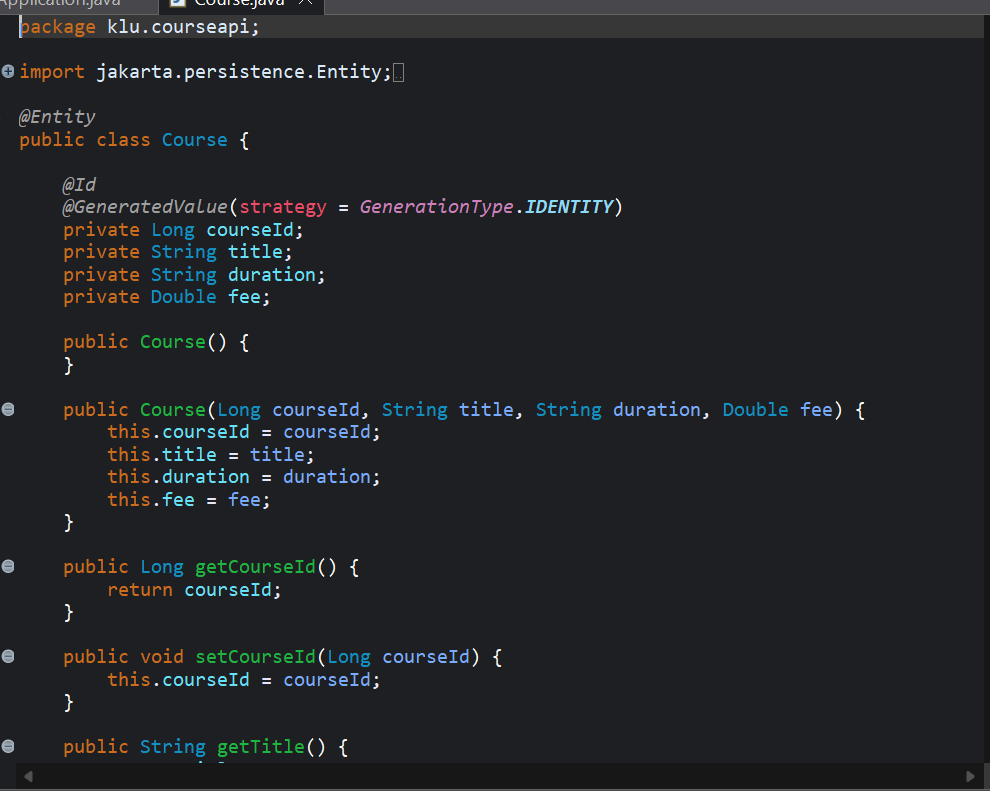 Application.java Course.java
package klu.courseapi;
import jakarta.persistence.Entity;
@Entity
public class Course {
@Id
@GeneratedValue(strategy = GenerationType.IDENTITY)
private Long courseId;
private String title;
private String duration;
private Double fee;
public Course() {
}
public Course(Long courseId, String title, String duration, Double fee) {
this.courseId = courseId;
this.title = title;
this.duration = duration;
this.fee = fee;
}
public Long getCourseId() {
return courseId;
}
public void setCourseId(Long courseId) {
this.courseId = courseId;
}
public String getTitle() {